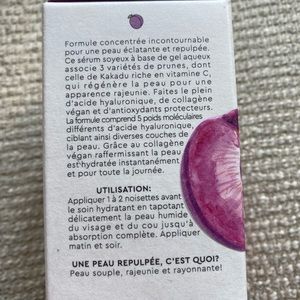 Formule concentrée incontournable
pour une peau éclatante et repulpée.
Ce sérum soyeux à base de gel aqueux
associe 3 variétés de prunes, dont
celle de Kakadu riche en vitamine C,
qui régénère la peau pour une
apparence rajeunie. Faites le plein
d'acide hyaluronique, de collagène
végan et d'antioxydants protecteurs.
La formule comprend 5 poids moléculaires
différents d'acide hyaluronique,
ciblant ainsi diverses couches de
la peau. Grâce au collagène
végan raffermissant la peau
est hydratée instantanément
et pour toute la journée.
UTILISATION:
Appliquer 1 à 2 noisettes avant
le soin hydratant en tapotant
délicatement la peau humide
du visage et du cou jusqu'à
absorption complète. Appliquer
matin et soir.
UNE PEAU REPULPÉE, C'EST QUOI?
Peau souple, rajeunie et rayonnante!